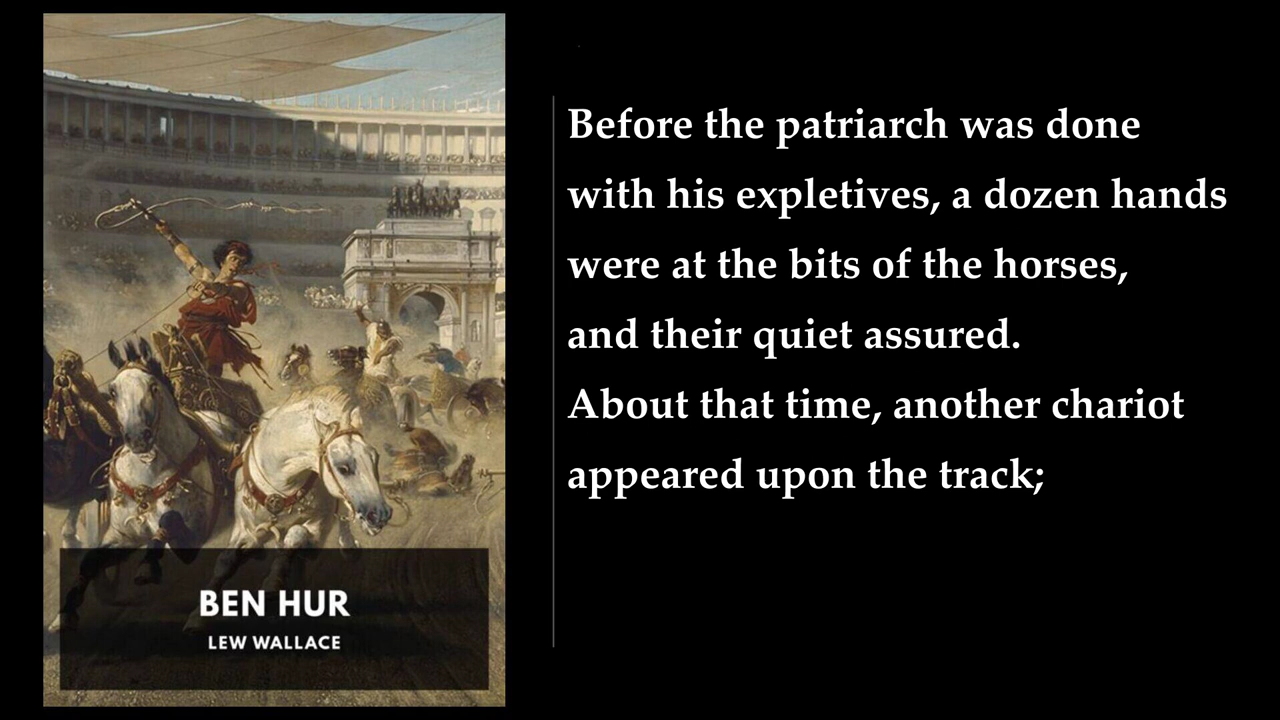 Before the patriarch was done
with his expletives, a dozen hands
were at the bits of the horses,
and their quiet assured.
About that time, another chariot
appeared upon the track;
BEN HUR
LEW WALLACE